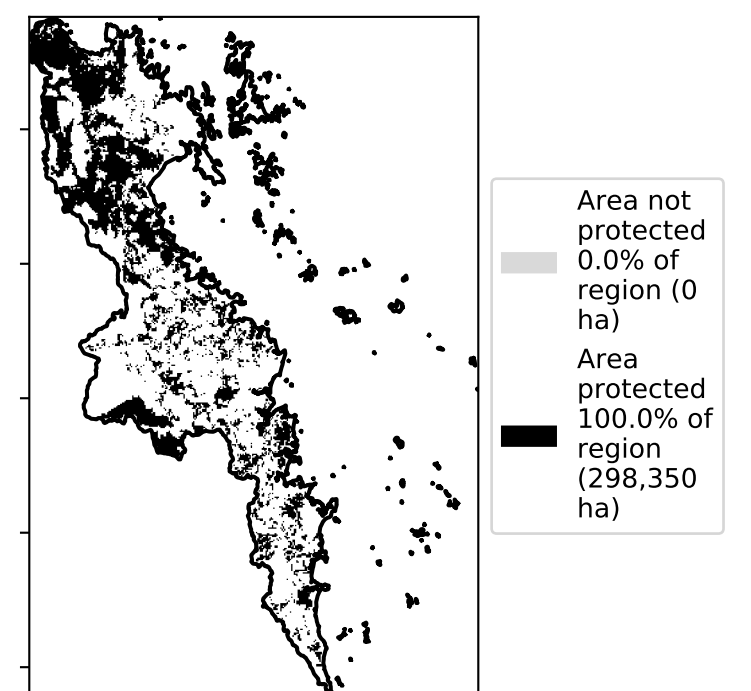 Area not
protected
0.0% of
region (0
ha)
Area
protected
100.0% of
region
(298,350
ha)